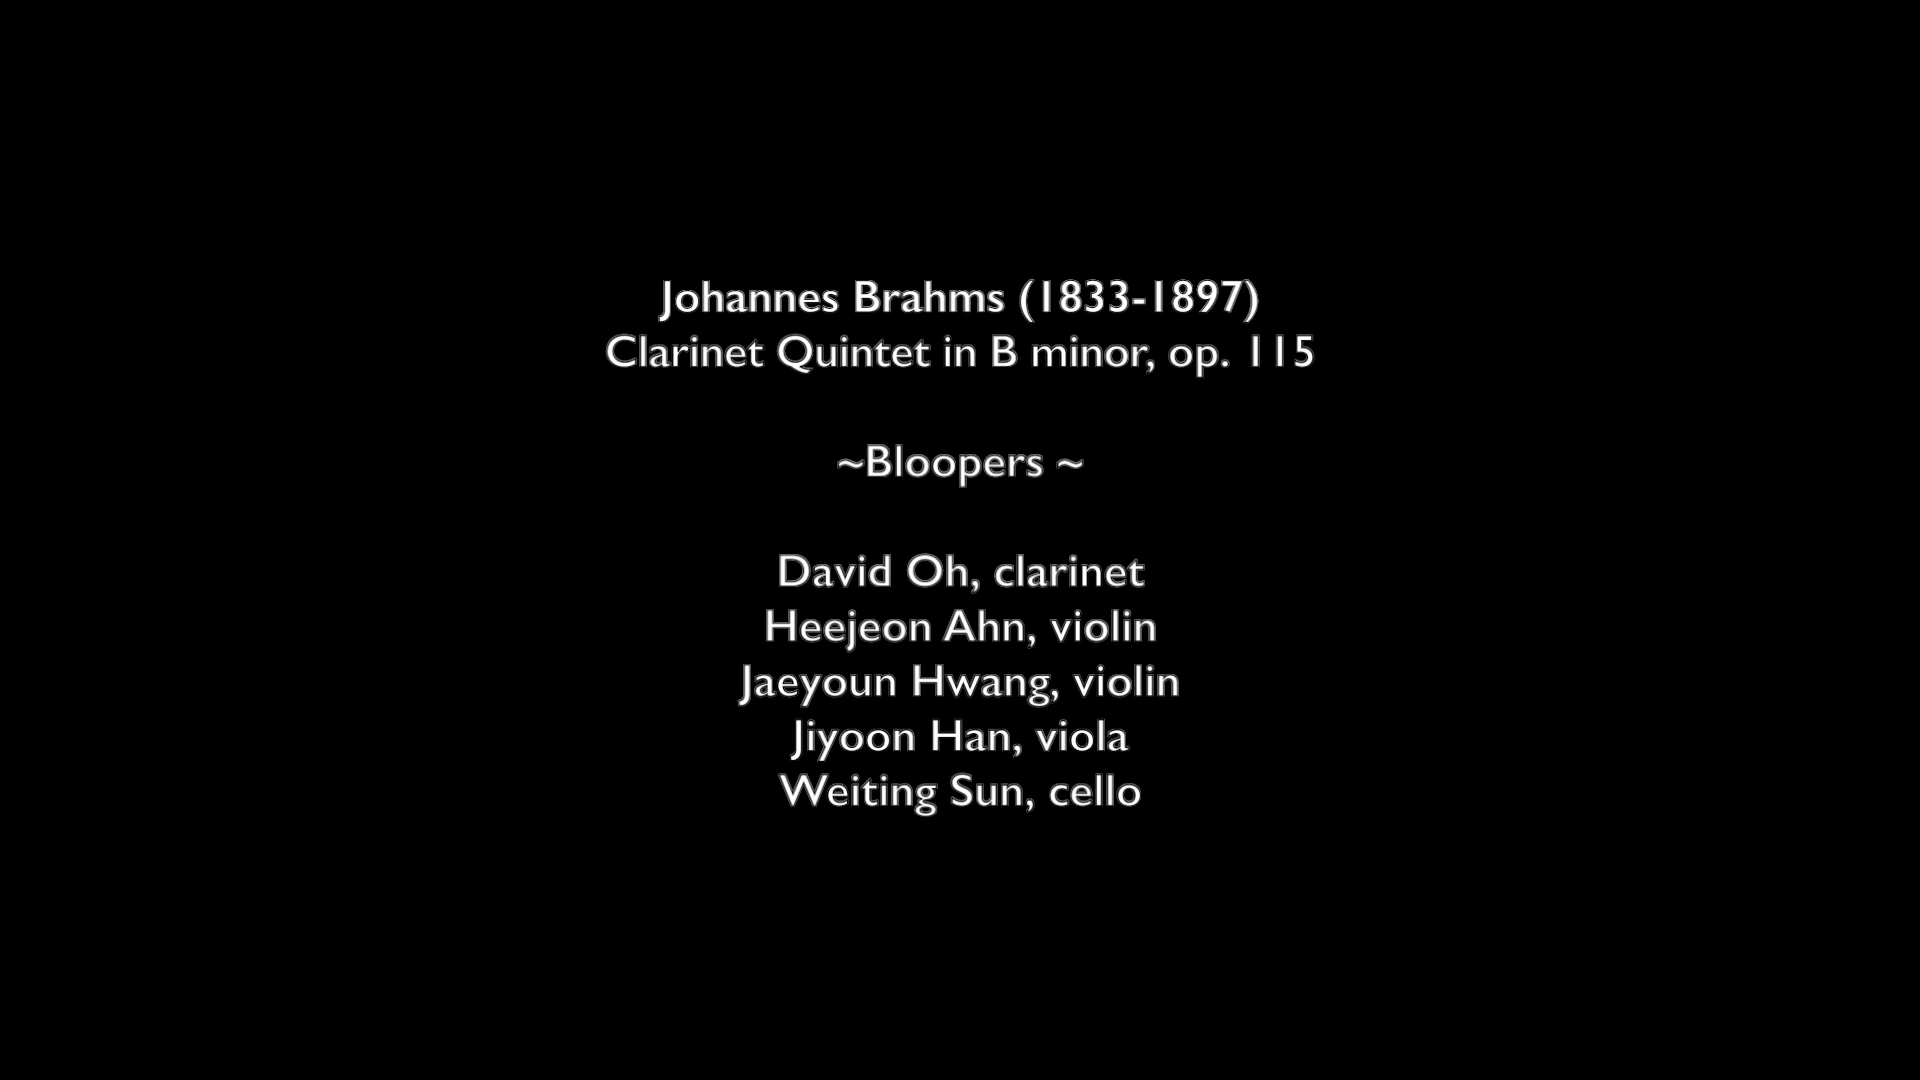 Johannes Brahms (1833-1897)
Clarinet Quintet in B minor, op. 115
~Bloopers ~
David Oh, clarinet
Heejeon Ahn, violin
Jaeyoun Hwang, violin
Jiyoon Han, viola
Weiting Sun, cello